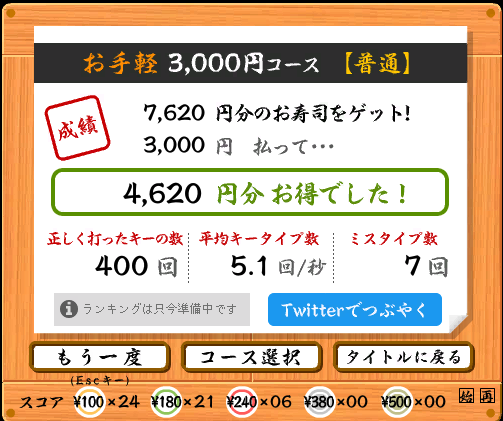 お手軽 3,000円コース 【普通】
成績
7,620 円分のお寿司をゲット!
3,000 円 払って・・・
4,620 円分 お得でした！
正しく打ったキーの数 平均キータイプ数 ミスタイプ数
400 回 5.1 回/秒 7 回
ランキングは只今準備中です
Twitterでつぶやく
もう一度 コース選択 タイトルに戻る
(Escキー)
スコア ¥100×24 ¥180×21 ¥240×06 ¥380×00 ¥500×00 始 再